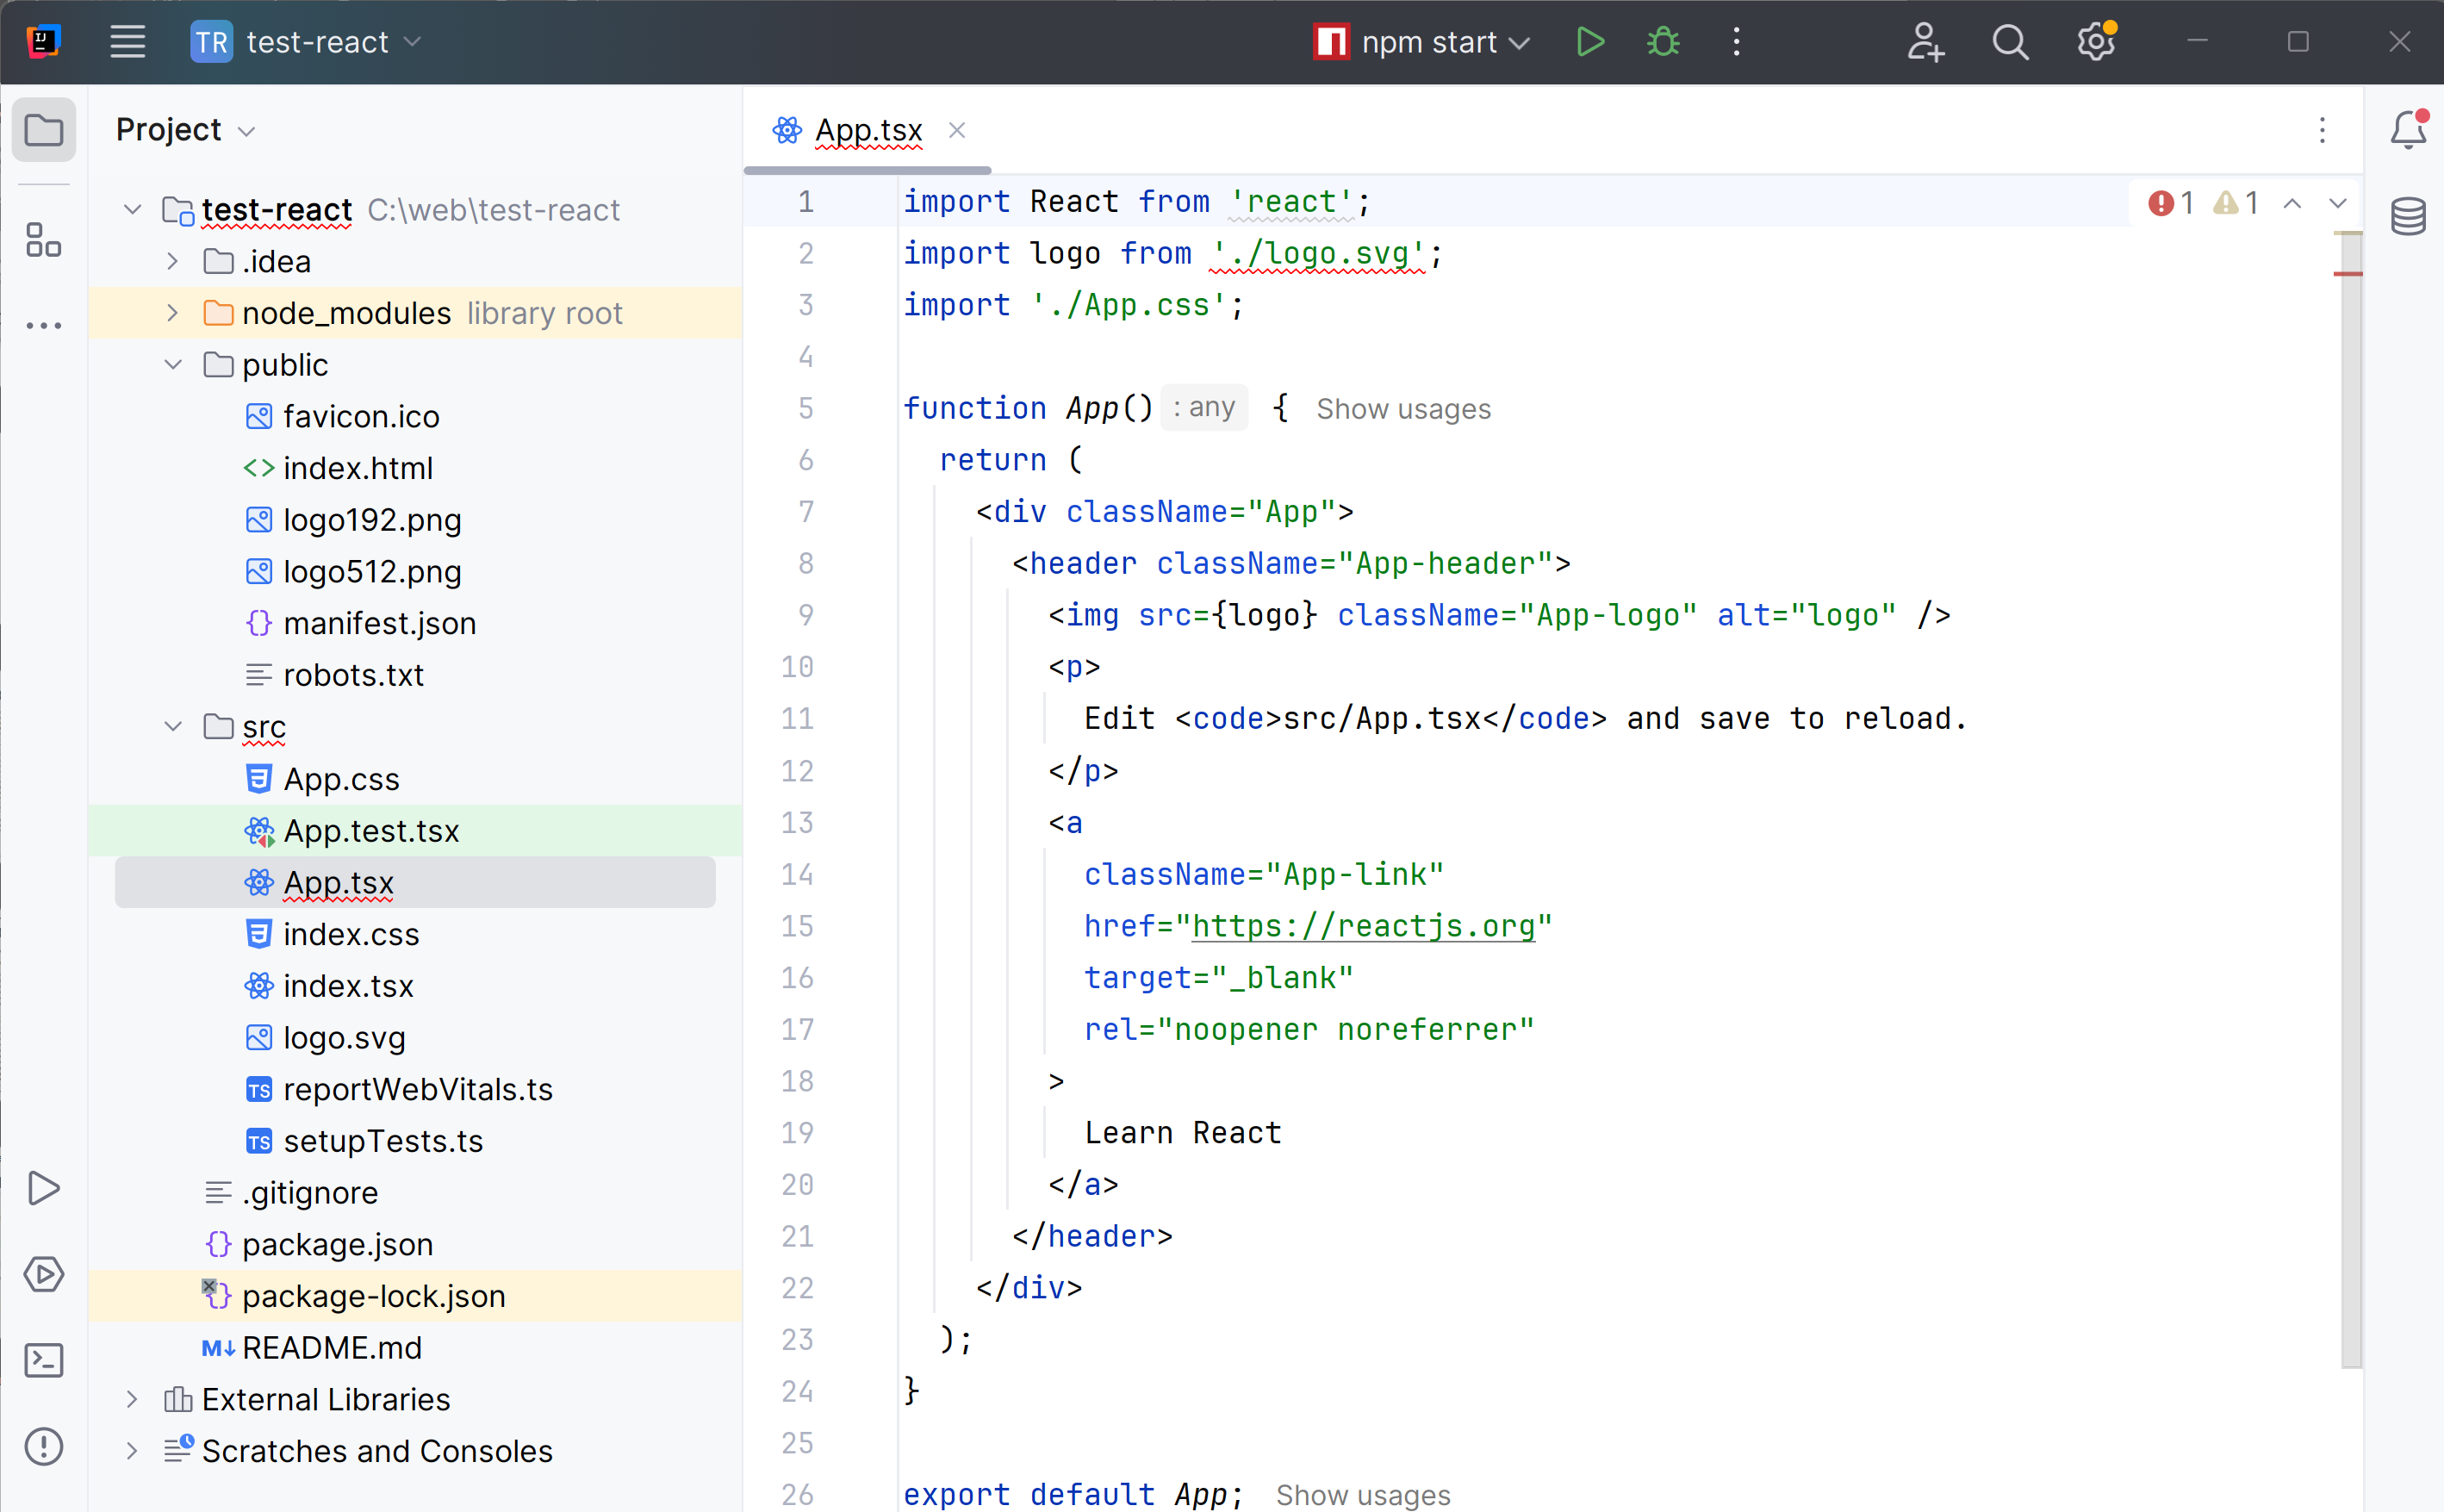 TR test-react
npm start
Project
test-react C:\web\test-react
.idea
node_modules library root
public
favicon.ico
index.html
logo192.png
logo512.png
manifest.json
robots.txt
src
App.css
App.test.tsx
App.tsx
index.css
index.tsx
logo.svg
TS reportWebVitals.ts
TS setupTests.ts
.gitignore
package.json
package-lock.json
README.md
External Libraries
Scratches and Consoles
App.tsx
1 import React from 'react';
1 1
2 import logo from './logo.svg';
3 import './App.css';
4
5 function App() : any { Show usages
6 return (
7 <div className="App">
8 <header className="App-header">
9 <img src={logo} className="App-logo" alt="logo" />
10 <p>
11 Edit <code>src/App.tsx</code> and save to reload.
12 </p>
13 <a
14 className="App-link"
15 href="https://reactjs.org"
16 target="_blank"
17 rel="noopener noreferrer"
18 >
19 Learn React
20 </a>
21 </header>
22 </div>
23 );
24 }
25
26 export default App; Show usages